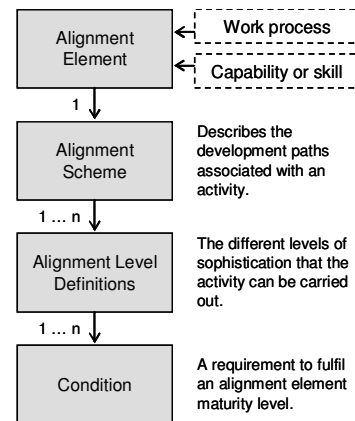 Alignment
Element
Work process
Capability or skill
1
Alignment
Scheme
Describes the
development paths
associated with an
activity.
1 ... n
Alignment Level
Definitions
The different levels of
sophistication that the
activity can be carried
out.
1 ... n
Condition
A requirement to fulfil
an alignment element
maturity level.